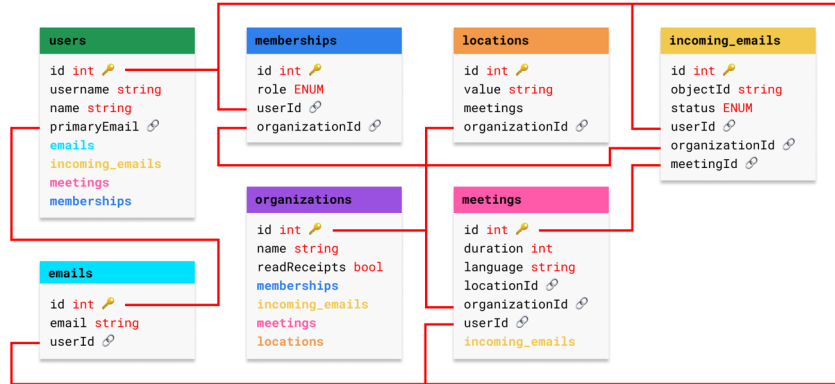 users
id int
username string
name string
primaryEmail
emails
incoming_emails
meetings
memberships
memberships
id int
role ENUM
userId
organizationId
locations
id int
value string
meetings
organizationId
incoming_emails
id int
objectId string
status ENUM
userId
organizationId
meetingId
emails
id int
email string
userId
organizations
id int
name string
readReceipts bool
memberships
incoming_emails
meetings
locations
meetings
id int
duration int
language string
locationId
organizationId
userId
incoming_emails